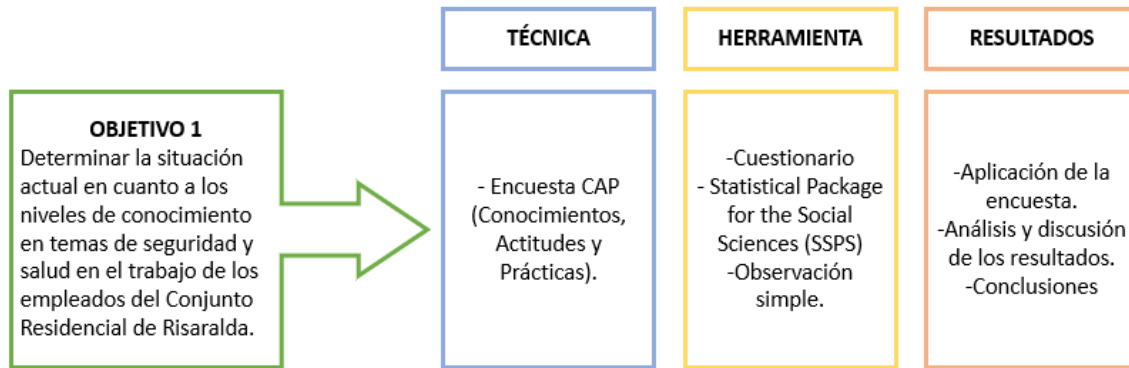 TÉCNICA
HERRAMIENTA
RESULTADOS
OBJETIVO 1
Determinar la situación
actual en cuanto a los
niveles de conocimiento
en temas de seguridad y
salud en el trabajo de los
empleados del Conjunto
Residencial de Risaralda.
- Encuesta CAP
(Conocimientos,
Actitudes y
Prácticas).
-Cuestionario
- Statistical Package
for the Social
Sciences (SSPS)
-Observación
simple.
-Aplicación de la
encuesta.
-Análisis y discusión
de los resultados.
-Conclusiones